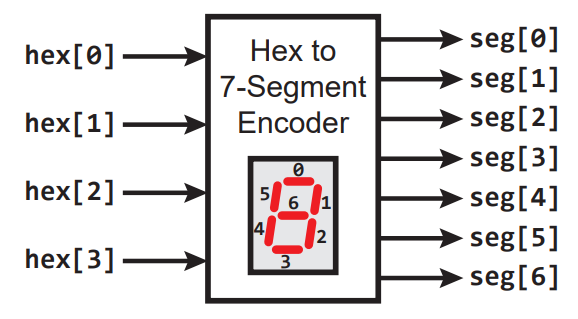 hex[0]
hex[1]
hex[2]
hex[3]
Hex to
7-Segment
Encoder
0
5
6
1
4
2
3
seg[0]
seg[1]
seg[2]
seg[3]
seg[4]
seg[5]
seg[6]